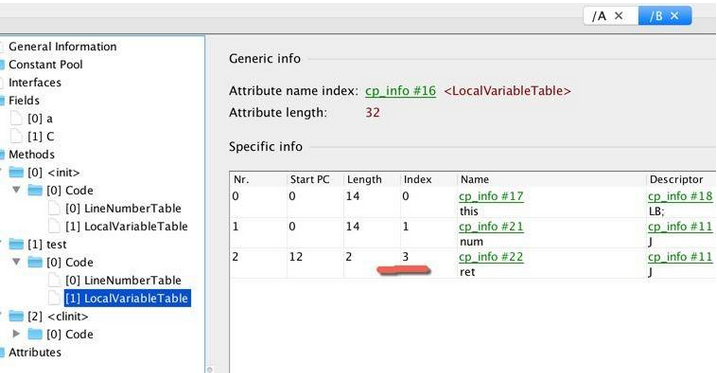 /A ×
/B ×
General Information
Constant Pool
Interfaces
Fields
[0] a
[1] C
Methods
[0] <init>
[0] Code
[0] LineNumberTable
[1] LocalVariableTable
[1] test
[0] Code
[0] LineNumberTable
[1] LocalVariableTable
[2] <clinit>
[0] Code
Attributes
Generic info
Attribute name index: cp_info #16 <LocalVariableTable>
Attribute length: 32
Specific info
Nr. Start PC Length Index Name Descriptor
0 0 14 0 cp_info #17 cp_info #18
this LB;
1 0 14 1 cp_info #21 cp_info #11
num J
2 12 2 3 cp_info #22 cp_info #11
ret J